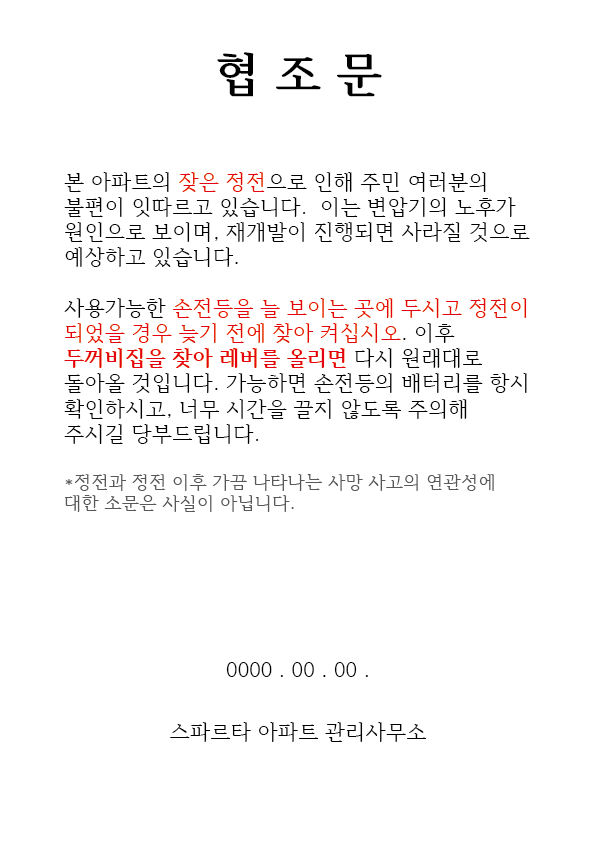 협 조 문
본 아파트의 잦은 정전으로 인해 주민 여러분의
불편이 잇따르고 있습니다.  이는 변압기의 노후가
원인으로 보이며, 재개발이 진행되면 사라질 것으로
예상하고 있습니다.
사용가능한 손전등을 늘 보이는 곳에 두시고 정전이
되었을 경우 늦기 전에 찾아 켜십시오. 이후
두꺼비집을 찾아 레버를 올리면 다시 원래대로
돌아올 것입니다. 가능하면 손전등의 배터리를 항시
확인하시고, 너무 시간을 끌지 않도록 주의해
주시길 당부드립니다.
*정전과 정전 이후 가끔 나타나는 사망 사고의 연관성에
대한 소문은 사실이 아닙니다.
0000 . 00 . 00 .
스파르타 아파트 관리사무소